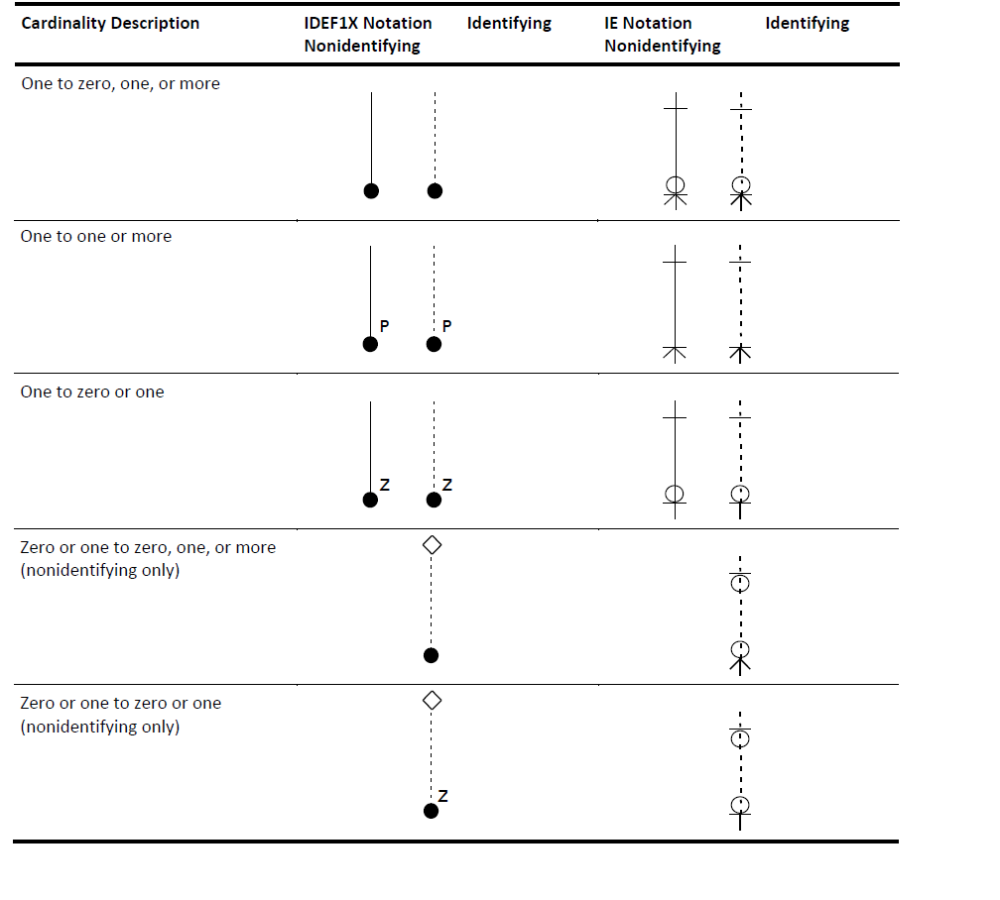 Cardinality Description IDEF1X Notation Identifying IE Notation Identifying
Nonidentifying Nonidentifying
One to zero, one, or more
One to one or more
P P
One to zero or one
Z Z
Zero or one to zero, one, or more
(nonidentifying only)
Zero or one to zero or one
(nonidentifying only)
Z